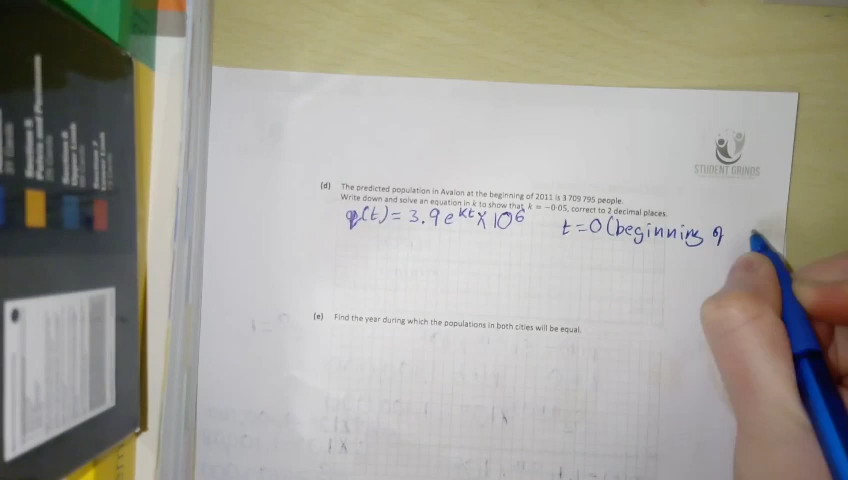 STUDENT GRINDS
(d) The predicted population in Avalon at the beginning of 2011 is 3 709 795 people.
Write down and solve an equation in k to show that k = −0·05, correct to 2 decimal places.
q(t) = 3.9e^kt × 10^6 t=0 (beginning of
(e) Find the year during which the populations in both cities will be equal.